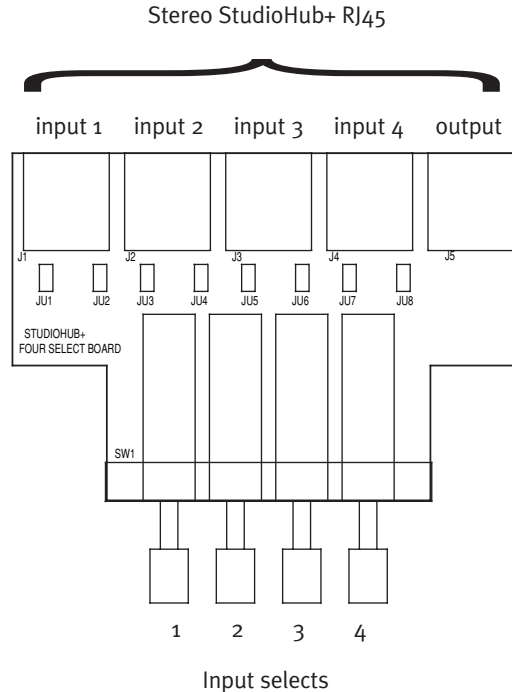 Stereo StudioHub+ RJ45
input 1 input 2 input 3 input 4 output
J1 J2 J3 J4 J5
JU1 JU2 JU3 JU4 JU5 JU6 JU7 JU8
STUDIOHUB+
FOUR SELECT BOARD
SW1
1 2 3 4
Input selects